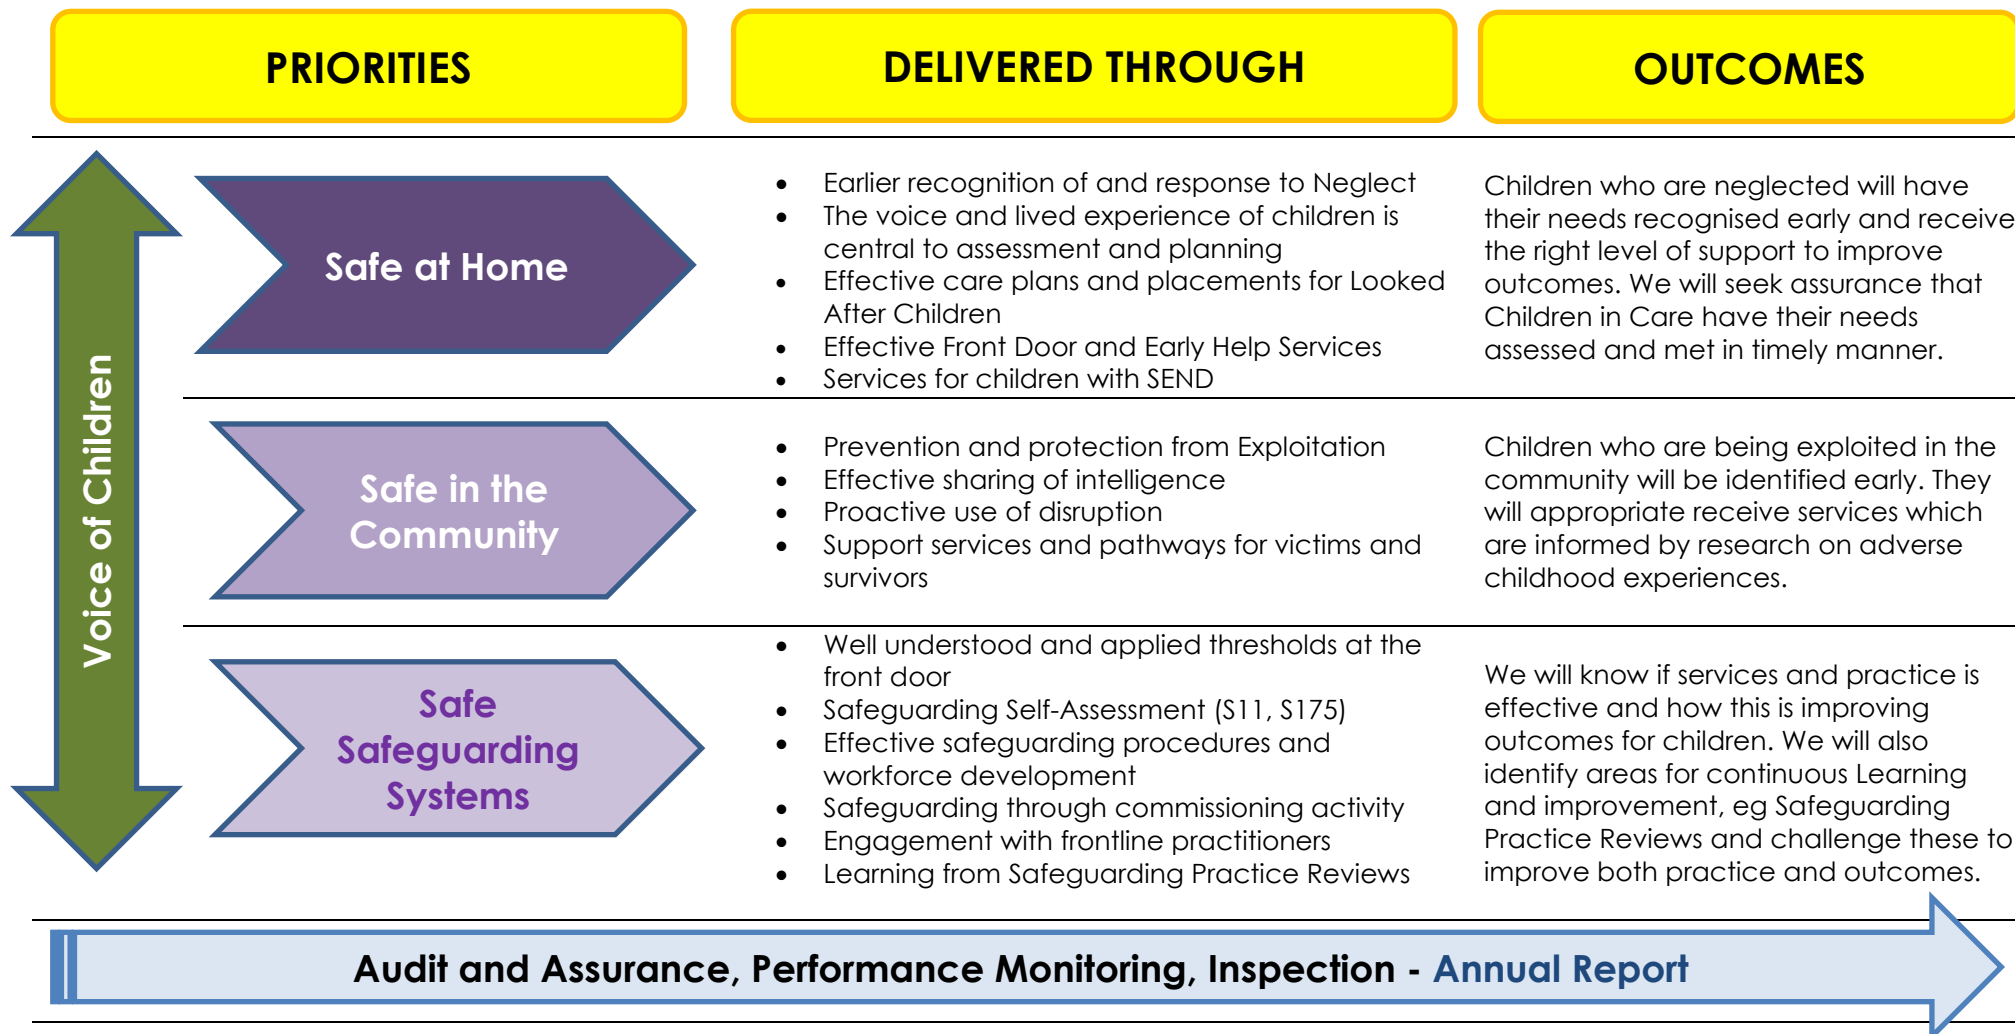 PRIORITIES
DELIVERED THROUGH
OUTCOMES
Voice of Children
Safe at Home
• Earlier recognition of and response to Neglect
• The voice and lived experience of children is
central to assessment and planning
• Effective care plans and placements for Looked
After Children
• Effective Front Door and Early Help Services
• Services for children with SEND
Children who are neglected will have
their needs recognised early and receive
the right level of support to improve
outcomes. We will seek assurance that
Children in Care have their needs
assessed and met in timely manner.
Safe in the
Community
• Prevention and protection from Exploitation
• Effective sharing of intelligence
• Proactive use of disruption
• Support services and pathways for victims and
survivors
Children who are being exploited in the
community will be identified early. They
will appropriate receive services which
are informed by research on adverse
childhood experiences.
Safe
Safeguarding
Systems
• Well understood and applied thresholds at the
front door
• Safeguarding Self-Assessment (S11, S175)
• Effective safeguarding procedures and
workforce development
• Safeguarding through commissioning activity
• Engagement with frontline practitioners
• Learning from Safeguarding Practice Reviews
We will know if services and practice is
effective and how this is improving
outcomes for children. We will also
identify areas for continuous Learning
and improvement, eg Safeguarding
Practice Reviews and challenge these to
improve both practice and outcomes.
Audit and Assurance, Performance Monitoring, Inspection - Annual Report